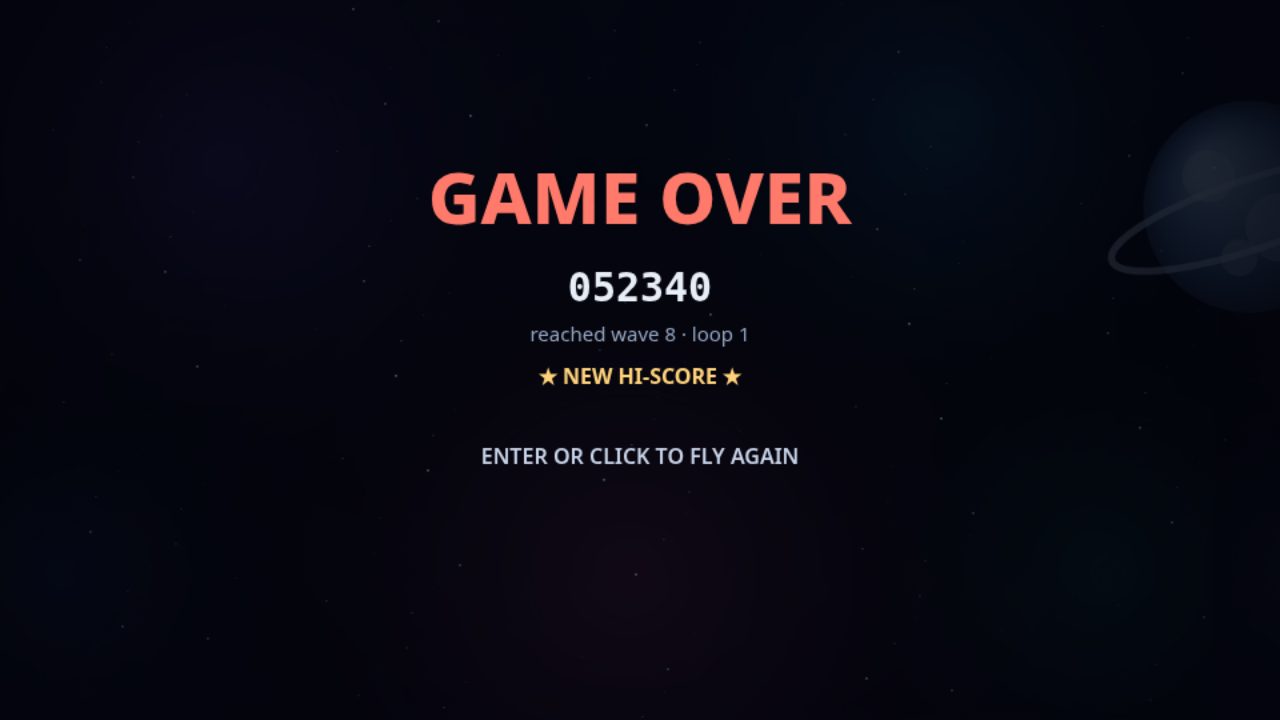 GAME OVER
052340
reached wave 8 · loop 1
★ NEW HI-SCORE ★
ENTER OR CLICK TO FLY AGAIN